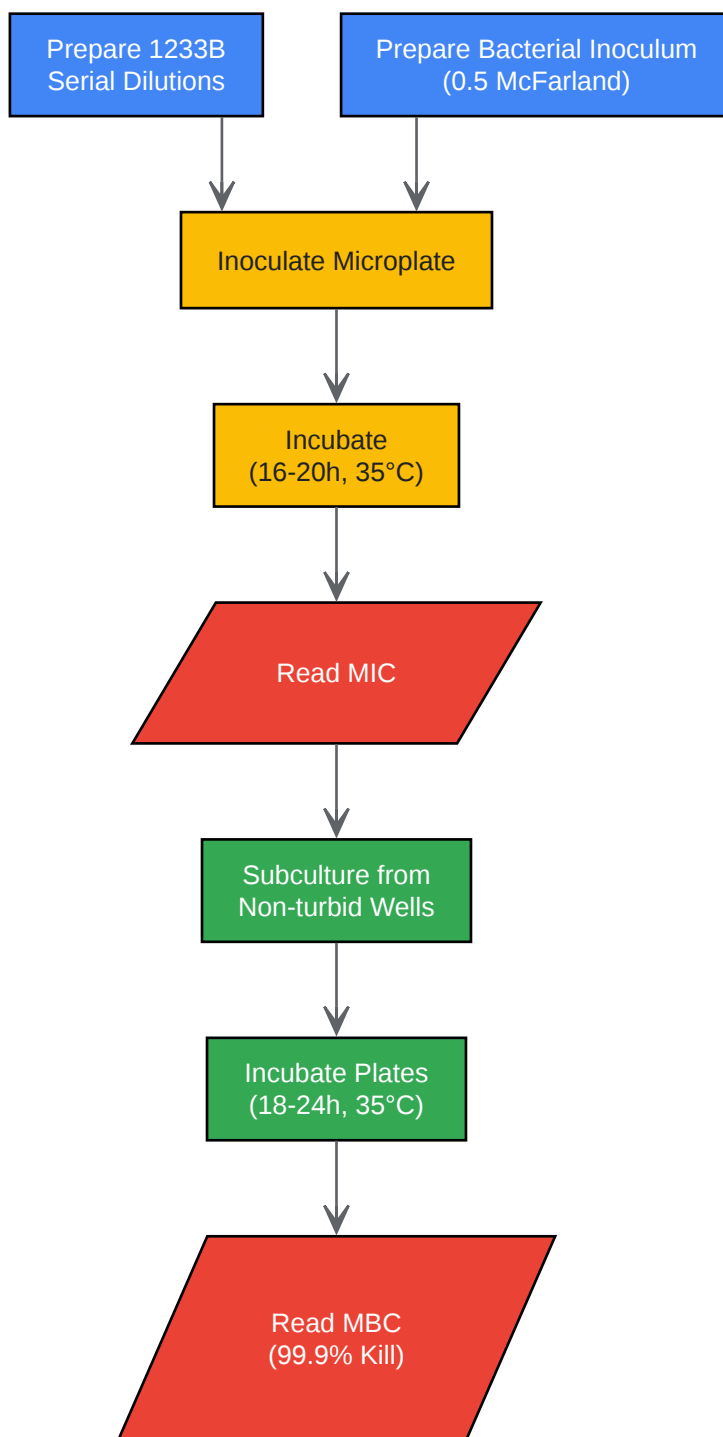 Prepare 1233B
Serial Dilutions
Prepare Bacterial Inoculum
(0.5 McFarland)
Inoculate Microplate
Incubate
(16-20h, 35°C)
Read MIC
Subculture from
Non-turbid Wells
Incubate Plates
(18-24h, 35°C)
Read MBC
(99.9% Kill)